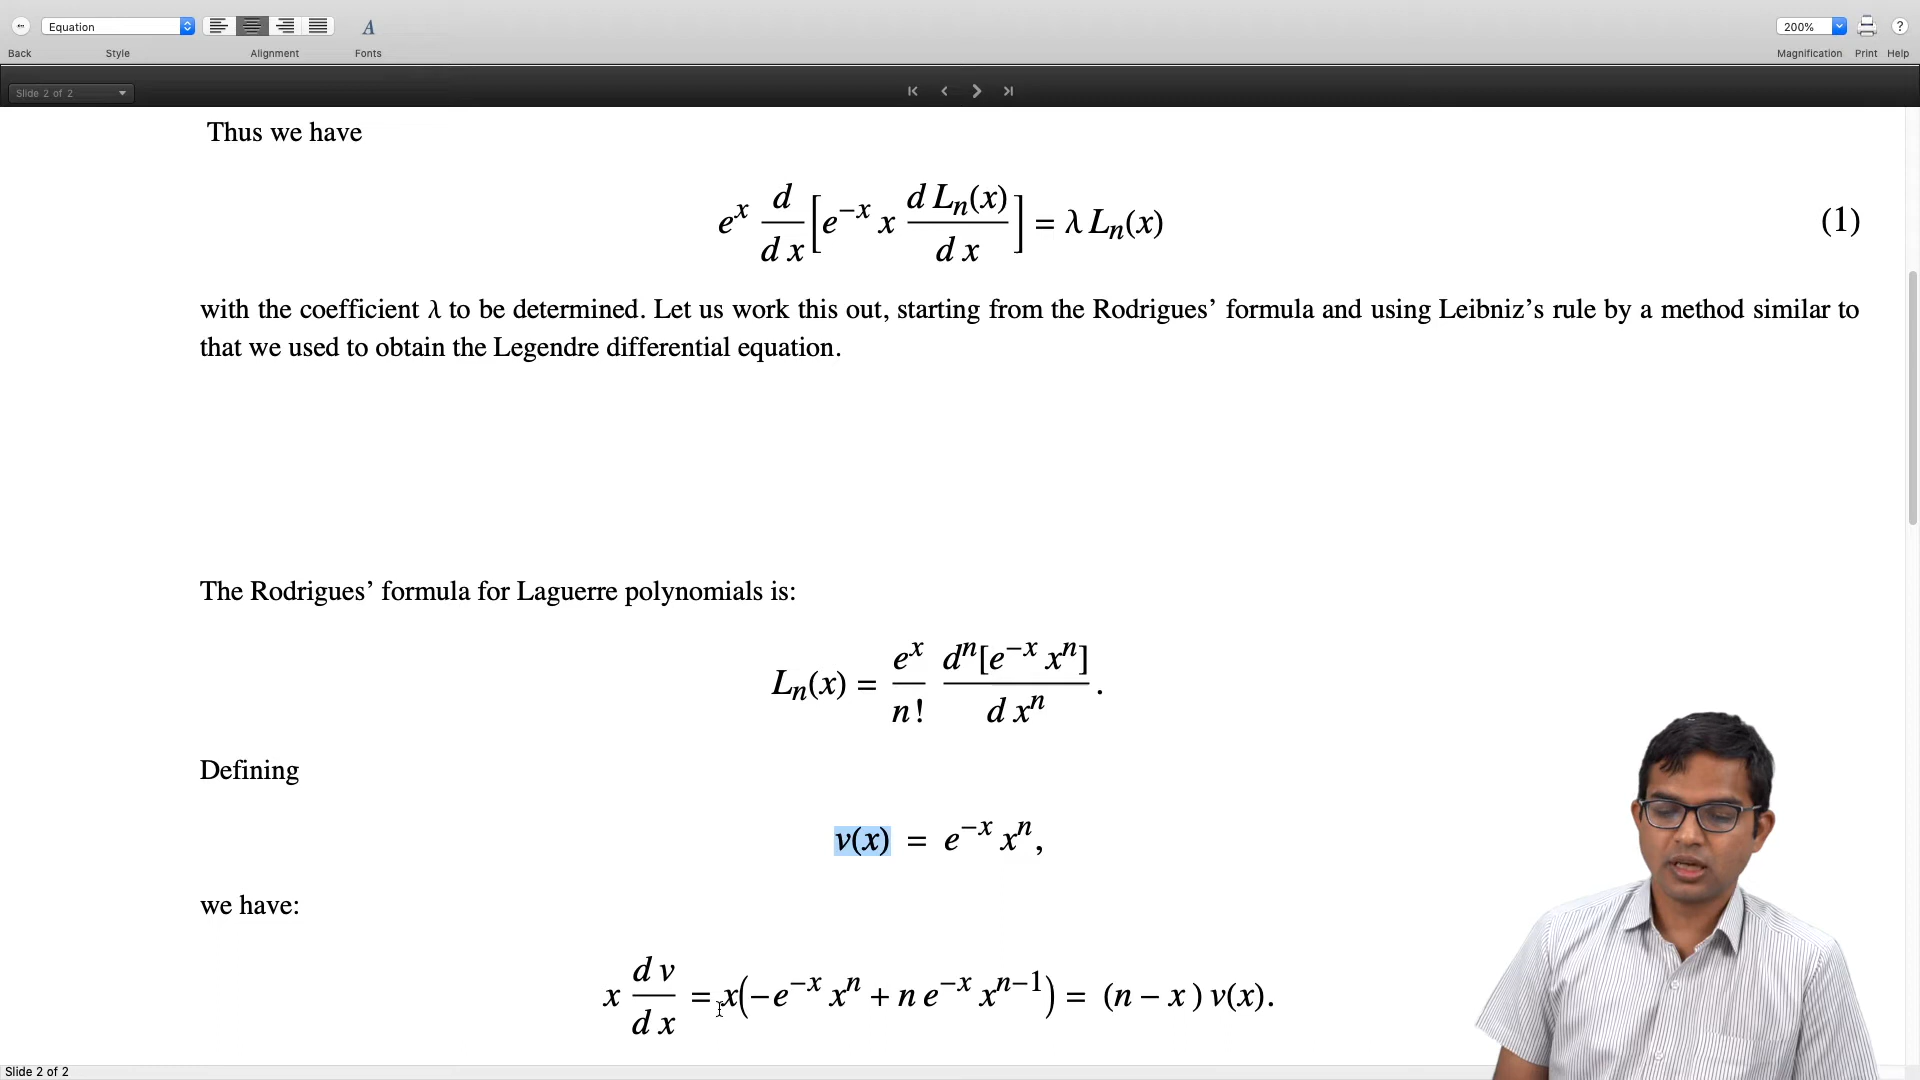 Equation
200%
Back Style Alignment Fonts Magnification Print Help
Slide 2 of 2
Thus we have
e^x d/dx [e^{-x} x d L_n(x)/dx] = λ L_n(x) (1)
with the coefficient λ to be determined. Let us work this out, starting from the Rodrigues’ formula and using Leibniz’s rule by a method similar to
that we used to obtain the Legendre differential equation.
The Rodrigues’ formula for Laguerre polynomials is:
L_n(x) = e^x/n! d^n[e^{-x} x^n]/d x^n .
Defining
v(x) = e^{-x} x^n,
we have:
x dv/dx = x(−e^{-x} x^n + n e^{-x} x^{n-1}) = (n − x) v(x).
Slide 2 of 2